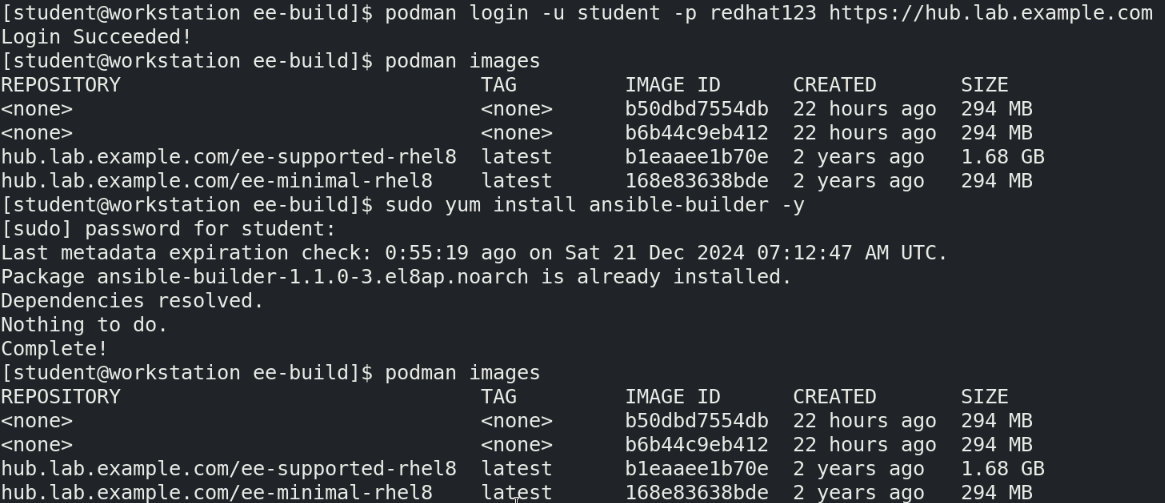 [student@workstation ee-build]$ podman login -u student -p redhat123 https://hub.lab.example.com
Login Succeeded!
[student@workstation ee-build]$ podman images
REPOSITORY                              TAG         IMAGE ID      CREATED       SIZE
<none>                                  <none>      b50dbd7554db  22 hours ago  294 MB
<none>                                  <none>      b6b44c9eb412  22 hours ago  294 MB
hub.lab.example.com/ee-supported-rhel8  latest      b1eaaee1b70e  2 years ago   1.68 GB
hub.lab.example.com/ee-minimal-rhel8    latest      168e83638bde  2 years ago   294 MB
[student@workstation ee-build]$ sudo yum install ansible-builder -y
[sudo] password for student:
Last metadata expiration check: 0:55:19 ago on Sat 21 Dec 2024 07:12:47 AM UTC.
Package ansible-builder-1.1.0-3.el8ap.noarch is already installed.
Dependencies resolved.
Nothing to do.
Complete!
[student@workstation ee-build]$ podman images
REPOSITORY                              TAG         IMAGE ID      CREATED       SIZE
<none>                                  <none>      b50dbd7554db  22 hours ago  294 MB
<none>                                  <none>      b6b44c9eb412  22 hours ago  294 MB
hub.lab.example.com/ee-supported-rhel8  latest      b1eaaee1b70e  2 years ago   1.68 GB
hub.lab.example.com/ee-minimal-rhel8    latest      168e83638bde  2 years ago   294 MB